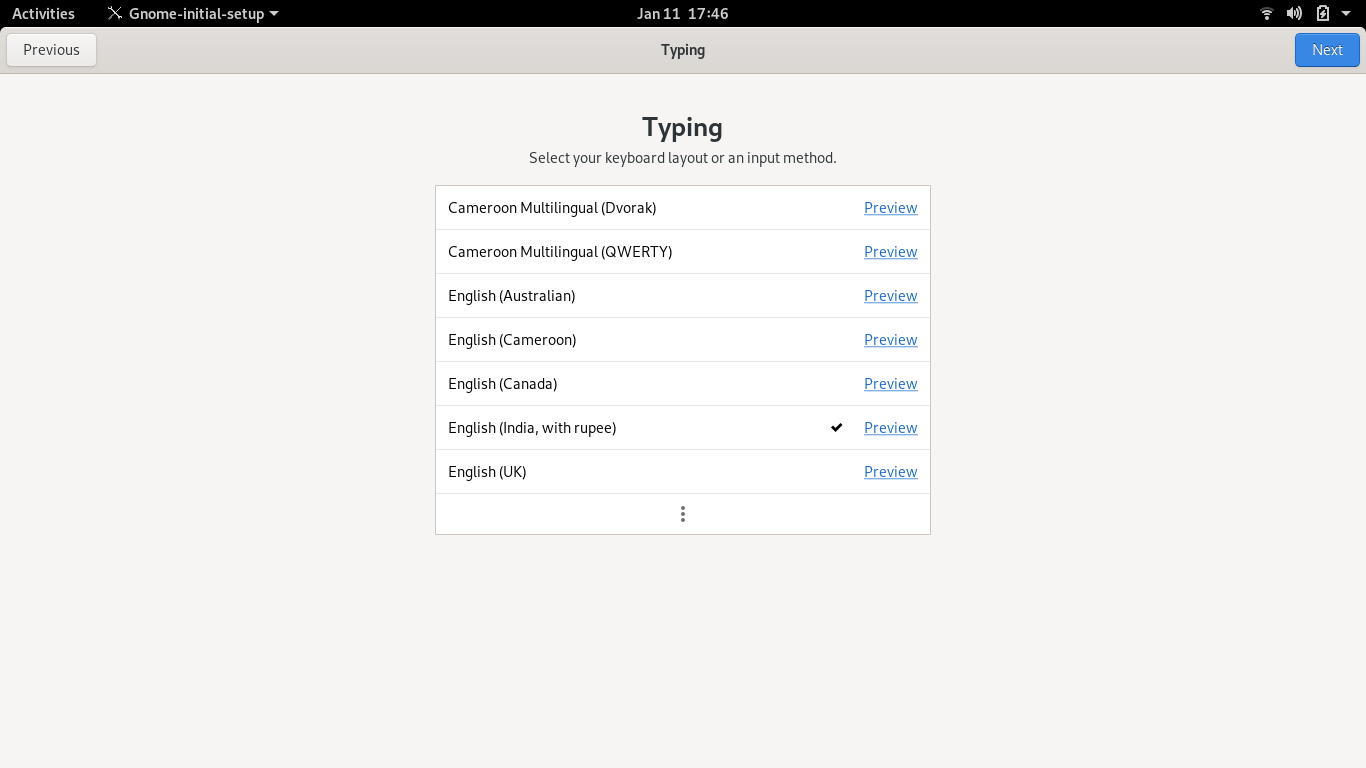 Activities Gnome-initial-setup Jan 11 17:46
Previous Typing Next
Typing
Select your keyboard layout or an input method.
Cameroon Multilingual (Dvorak) Preview
Cameroon Multilingual (QWERTY) Preview
English (Australian) Preview
English (Cameroon) Preview
English (Canada) Preview
English (India, with rupee) Preview
English (UK) Preview